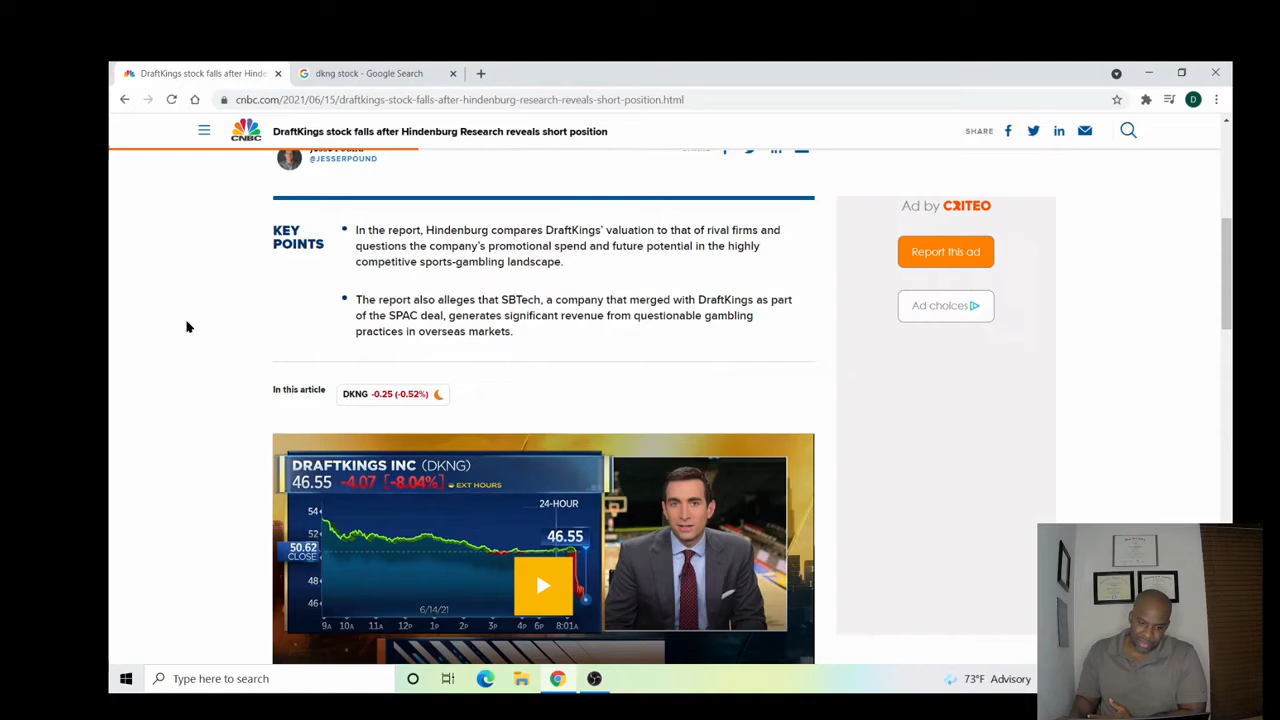 DraftKings stock falls after Hinde
dkng stock - Google Search
cnbc.com/2021/06/15/draftkings-stock-falls-after-hindenburg-research-reveals-short-position.html
D
CNBC
DraftKings stock falls after Hindenburg Research reveals short position
SHARE
@JESSERPOUND
KEY
POINTS
In the report, Hindenburg compares DraftKings' valuation to that of rival firms and
questions the company's promotional spend and future potential in the highly
competitive sports-gambling landscape.
The report also alleges that SBTech, a company that merged with DraftKings as part
of the SPAC deal, generates significant revenue from questionable gambling
practices in overseas markets.
Ad by CRITEO
Report this ad
Ad choices
In this article
DKNG -0.25 (-0.52%)
DRAFTKINGS INC (DKNG)
46.55 -4.07 [-8.04%] EXT HOURS
24-HOUR
54
52
50.62
CLOSE
48
46
46.55
6/14/21
9A 10A 11A 12P 1P 2P 3P 4P 6P 8:01A
Type here to search
73°F Advisory